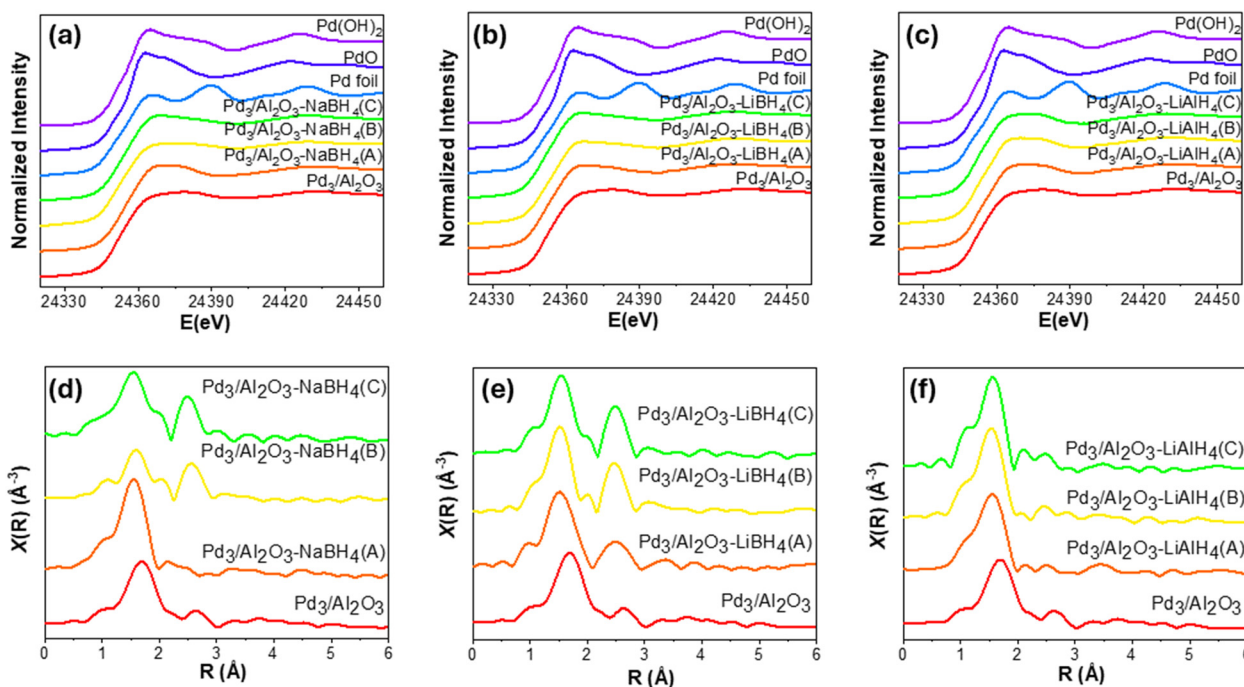 (a)
Pd(OH)₂
PdO
Pd foil
Pd₃/Al₂O₃-NaBH₄(C)
Pd₃/Al₂O₃-NaBH₄(B)
Pd₃/Al₂O₃-NaBH₄(A)
Pd₃/Al₂O₃
Normalized Intensity
24330 24360 24390 24420 24450
E(eV)
(b)
Pd(OH)₂
PdO
Pd foil
Pd₃/Al₂O₃-LiBH₄(C)
Pd₃/Al₂O₃-LiBH₄(B)
Pd₃/Al₂O₃-LiBH₄(A)
Pd₃/Al₂O₃
Normalized Intensity
24330 24360 24390 24420 24450
E(eV)
(c)
Pd(OH)₂
PdO
Pd foil
Pd₃/Al₂O₃-LiAlH₄(C)
Pd₃/Al₂O₃-LiAlH₄(B)
Pd₃/Al₂O₃-LiAlH₄(A)
Pd₃/Al₂O₃
Normalized Intensity
24330 24360 24390 24420 24450
E(eV)
(d)
Pd₃/Al₂O₃-NaBH₄(C)
Pd₃/Al₂O₃-NaBH₄(B)
Pd₃/Al₂O₃-NaBH₄(A)
Pd₃/Al₂O₃
X(R) (Å⁻³)
0 1 2 3 4 5 6
R (Å)
(e)
Pd₃/Al₂O₃-LiBH₄(C)
Pd₃/Al₂O₃-LiBH₄(B)
Pd₃/Al₂O₃-LiBH₄(A)
Pd₃/Al₂O₃
X(R) (Å⁻³)
0 1 2 3 4 5 6
R (Å)
(f)
Pd₃/Al₂O₃-LiAlH₄(C)
Pd₃/Al₂O₃-LiAlH₄(B)
Pd₃/Al₂O₃-LiAlH₄(A)
Pd₃/Al₂O₃
X(R) (Å⁻³)
0 1 2 3 4 5 6
R (Å)